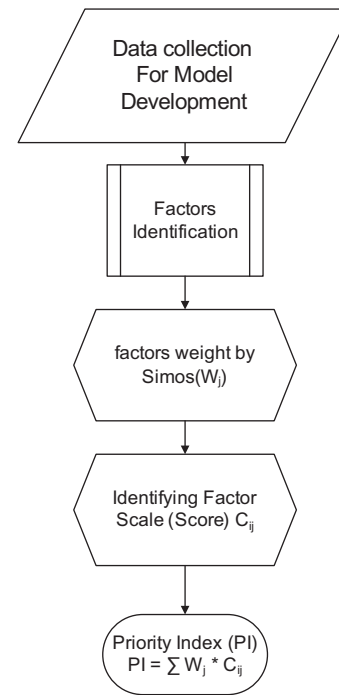 Data collection
For Model
Development
Factors
Identification
factors weight by
Simos(Wⱼ)
Identifying Factor
Scale (Score) Cᵢⱼ
Priority Index (PI)
PI = ∑ Wⱼ * Cᵢⱼ